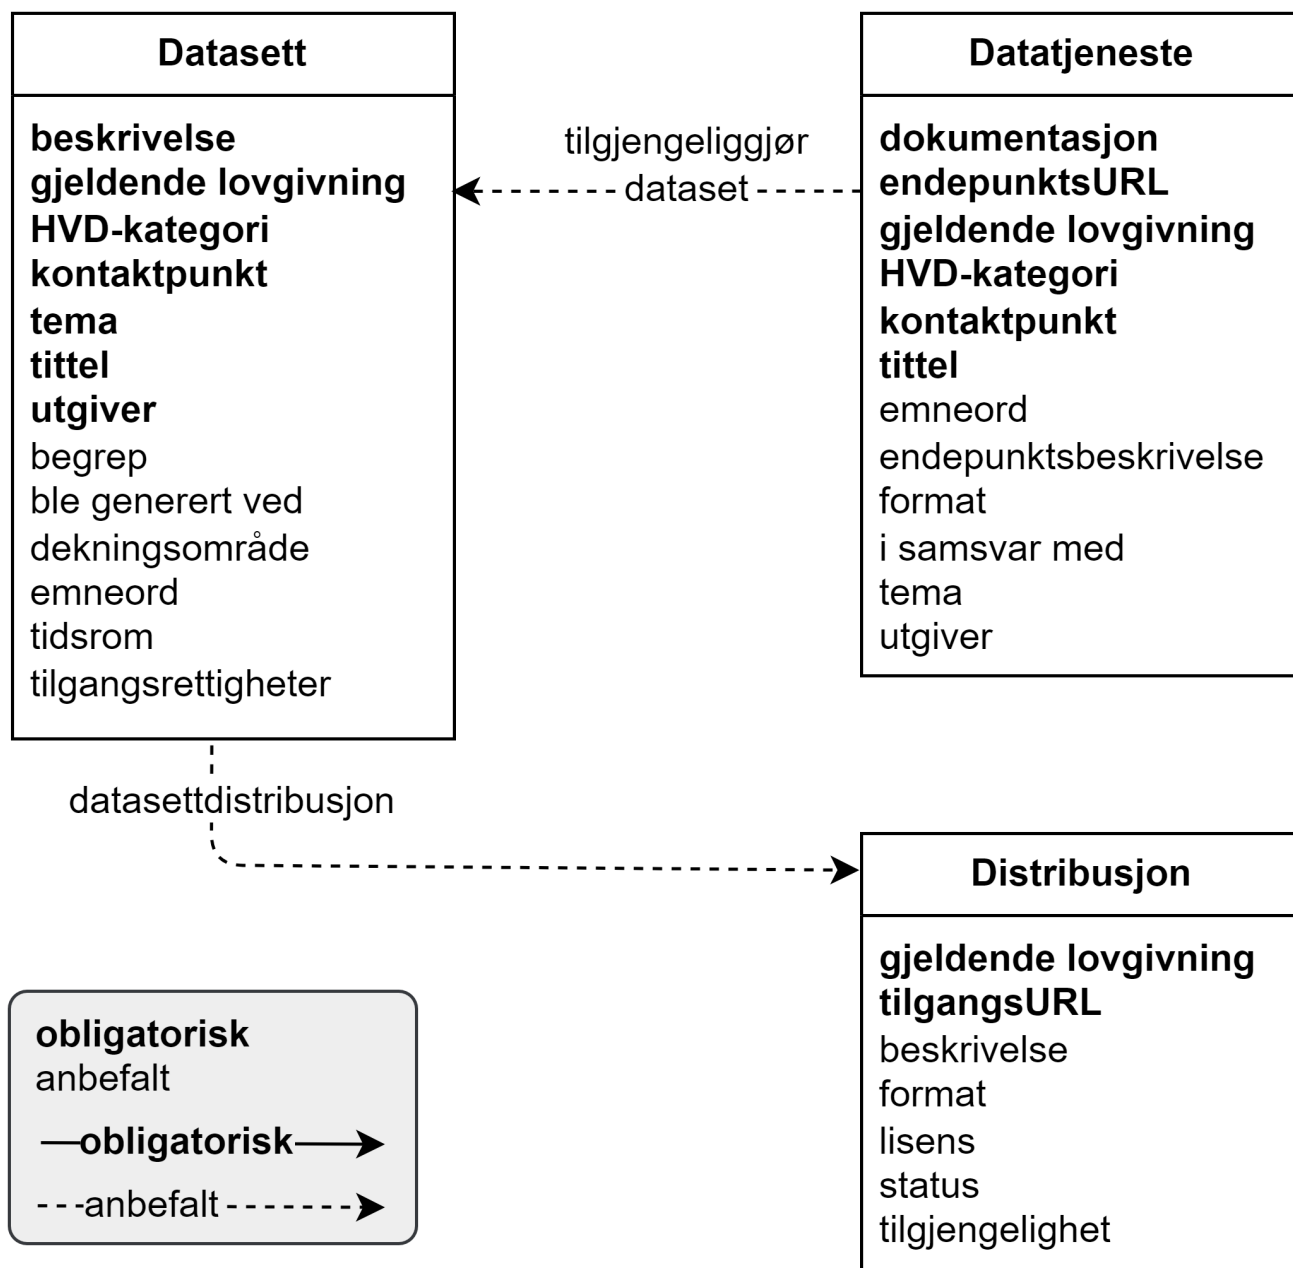 Datasett
beskrivelse
gjeldende lovgivning
HVD-kategori
kontaktpunkt
tema
tittel
utgiver
begrep
ble generert ved
dekningsområde
emneord
tidsrom
tilgangsrettigheter
tilgjengeliggjør
dataset
Datatjeneste
dokumentasjon
endepunktsURL
gjeldende lovgivning
HVD-kategori
kontaktpunkt
tittel
emneord
endepunktsbeskrivelse
format
i samsvar med
tema
utgiver
datasettdistribusjon
Distribusjon
gjeldende lovgivning
tilgangsURL
beskrivelse
format
lisens
status
tilgjengelighet
obligatorisk
anbefalt
obligatorisk
anbefalt